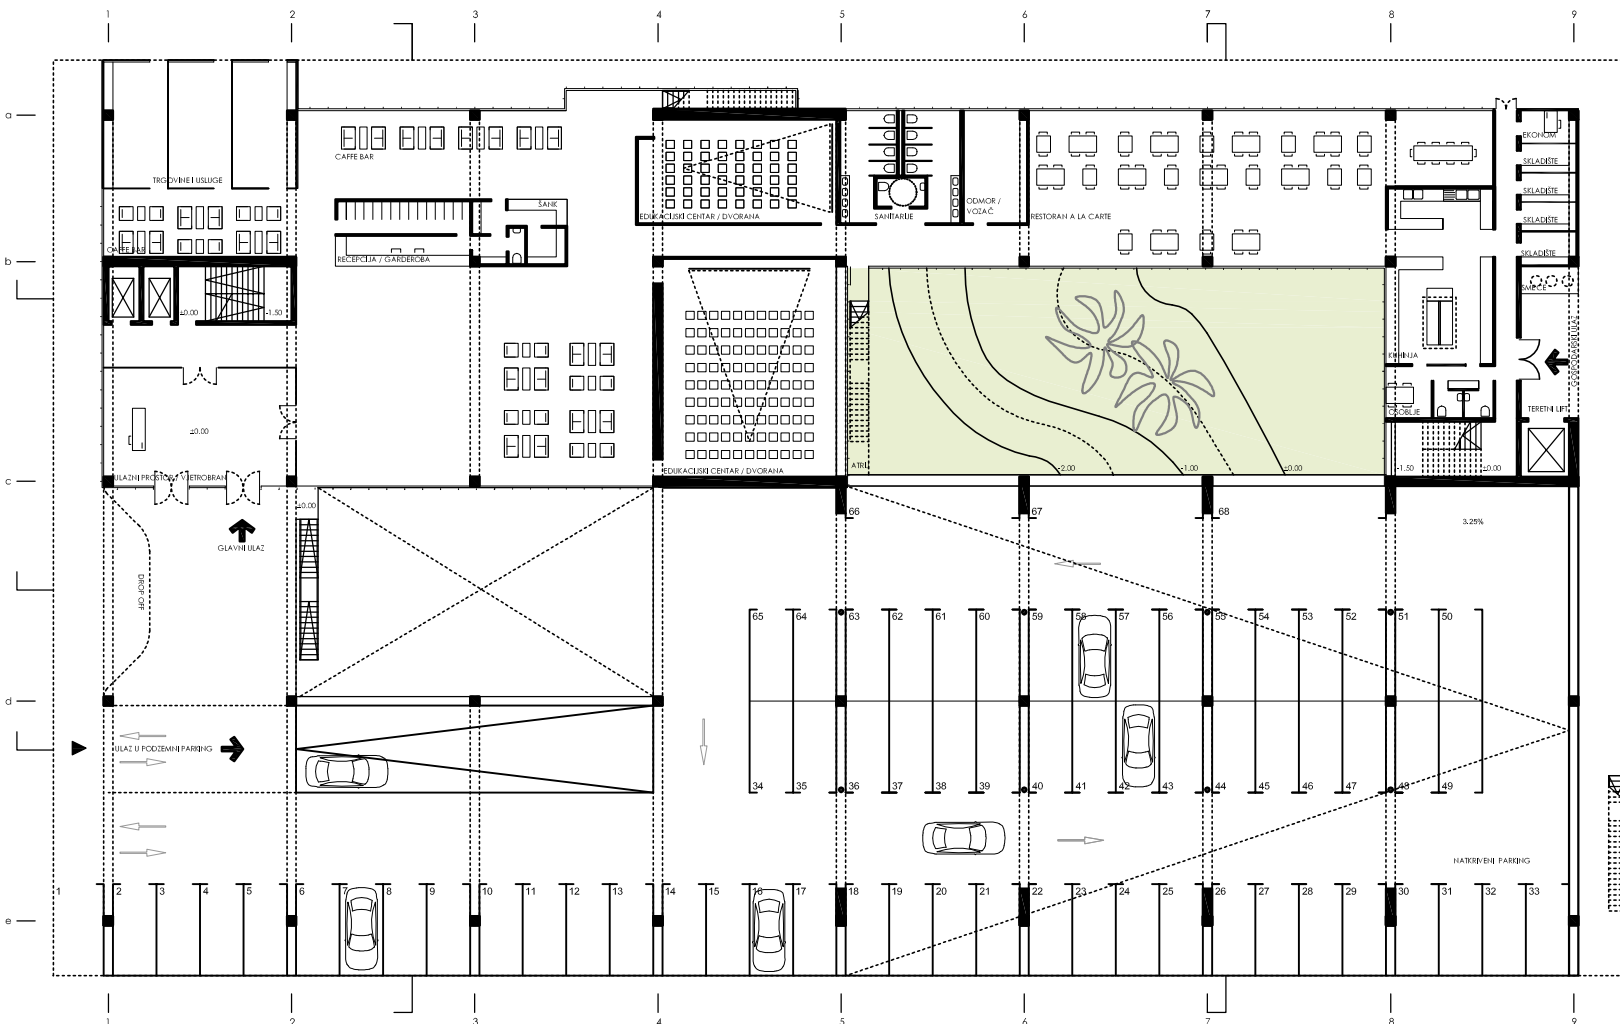 1 2 3 4 5 6 7 8 9
a
CAFFE BAR
TRGOVINE I USLUGE
EKONOM
SKLADIŠTE
SKLADIŠTE
SKLADIŠTE
SKLADIŠTE
ŠANK
EDUKACIJSKI CENTAR / DVORANA
SANITARIJE
ODMOR /
VOZAČ
RESTORAN A LA CARTE
CAFFE BAR
RECEPCIJA / GARDEROBA
b
SMEĆE
±0.00
-1.50
GOSPODARSKI ULAZ
KUHINJA
OSOBLJE
TERETNI LIFT
±0.00
ATRIJ
-2.00
-1.00
±0.00
-1.50
±0.00
EDUKACIJSKI CENTAR / DVORANA
ULAZNI PROSTOR / VJETROBRAN
c
±0.00
66
67
68
3.25%
GLAVNI ULAZ
DROP OFF
65 64 63 62 61 60 59 58 57 56 55 54 53 52 51 50
d
ULAZ U PODZEMNI PARKING
34 35 36 37 38 39 40 41 42 43 44 45 46 47 48 49
NATKRIVENI PARKING
1 2 3 4 5 6 7 8 9 10 11 12 13 14 15 16 17 18 19 20 21 22 23 24 25 26 27 28 29 30 31 32 33
e
1 2 3 4 5 6 7 8 9